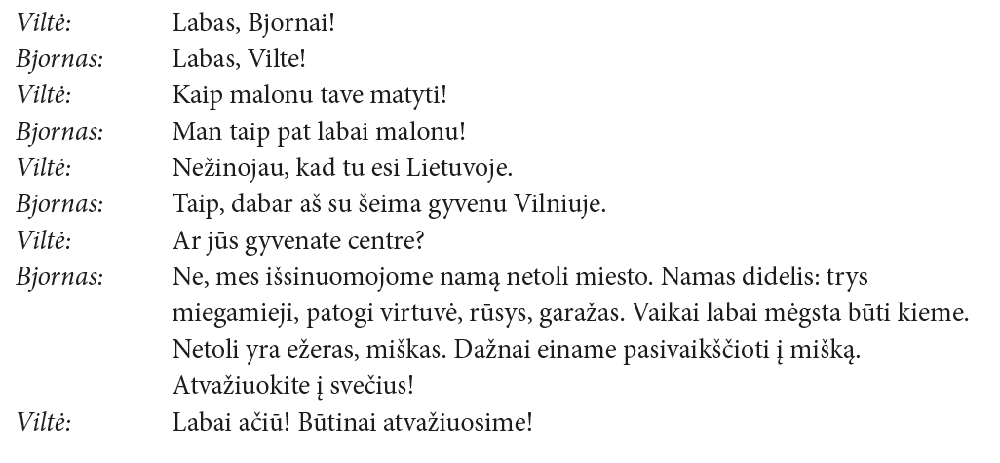 Viltė: Labas, Bjornai!
Bjornas: Labas, Vilte!
Viltė: Kaip malonu tave matyti!
Bjornas: Man taip pat labai malonu!
Viltė: Nežinojau, kad tu esi Lietuvoje.
Bjornas: Taip, dabar aš su šeima gyvenu Vilniuje.
Viltė: Ar jūs gyvenate centre?
Bjornas: Ne, mes išsinuomojome namą netoli miesto. Namas didelis: trys
miegamieji, patogi virtuvė, rūsys, garažas. Vaikai labai mėgsta būti kieme.
Netoli yra ežeras, miškas. Dažnai einame pasivaikščioti į mišką.
Atvažiuokite į svečius!
Viltė: Labai ačiū! Būtinai atvažiuosime!